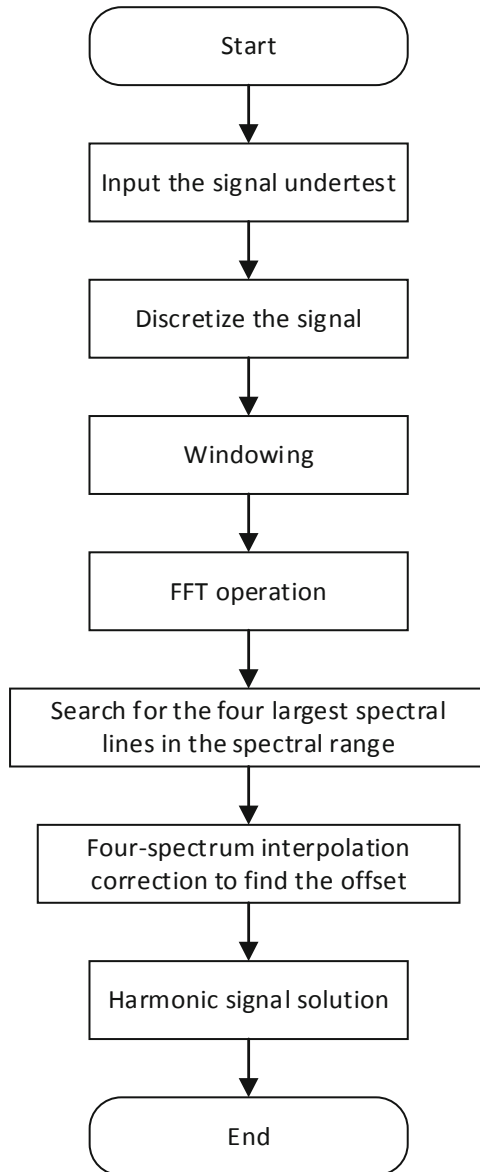 Start
Input the signal undertest
Discretize the signal
Windowing
FFT operation
Search for the four largest spectral
lines in the spectral range
Four-spectrum interpolation
correction to find the offset
Harmonic signal solution
End